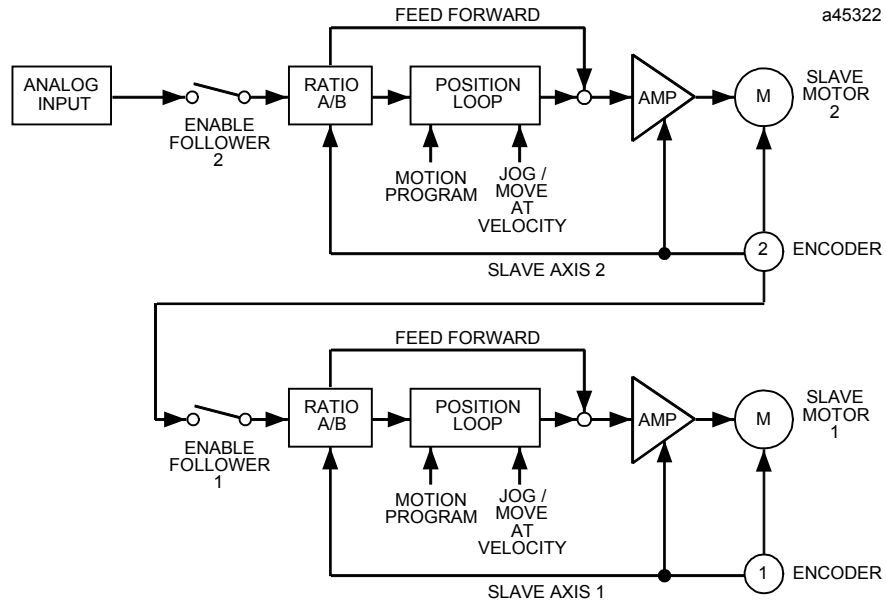 FEED FORWARD
a45322
ANALOG
INPUT
RATIO
A/B
POSITION
LOOP
AMP
M
SLAVE
MOTOR
2
ENABLE
FOLLOWER
2
MOTION
PROGRAM
JOG /
MOVE
AT
VELOCITY
2
ENCODER
SLAVE AXIS 2
FEED FORWARD
RATIO
A/B
POSITION
LOOP
AMP
M
SLAVE
MOTOR
1
ENABLE
FOLLOWER
1
MOTION
PROGRAM
JOG /
MOVE
AT
VELOCITY
1
ENCODER
SLAVE AXIS 1